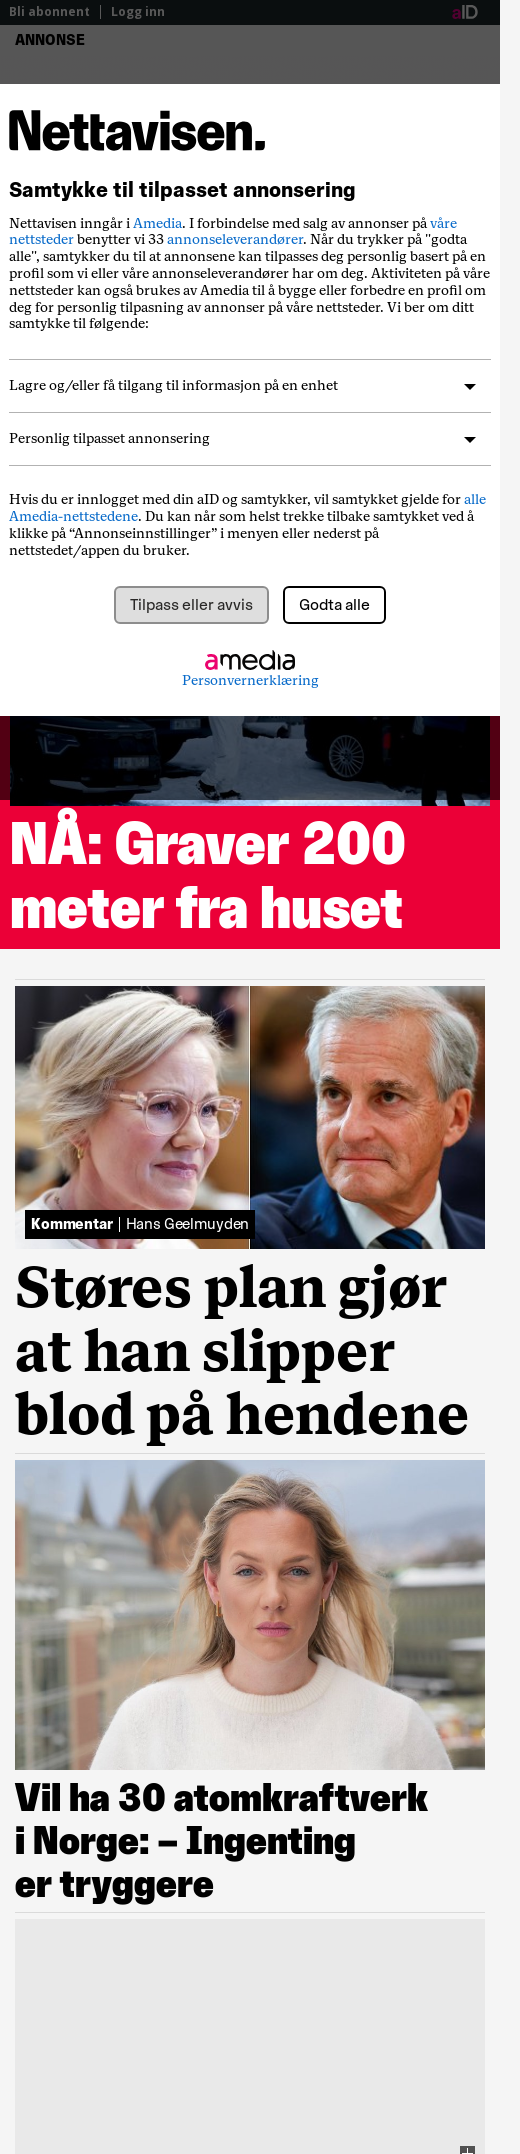 Bli abonnent | Logg inn
aID
ANNONSE
Nettavisen.
Samtykke til tilpasset annonsering
Nettavisen inngår i Amedia. I forbindelse med salg av annonser på våre
nettsteder benytter vi 33 annonseleverandører. Når du trykker på "godta
alle", samtykker du til at annonsene kan tilpasses deg personlig basert på en
profil som vi eller våre annonseleverandører har om deg. Aktiviteten på våre
nettsteder kan også brukes av Amedia til å bygge eller forbedre en profil om
deg for personlig tilpasning av annonser på våre nettsteder. Vi ber om ditt
samtykke til følgende:
Lagre og/eller få tilgang til informasjon på en enhet
Personlig tilpasset annonsering
Hvis du er innlogget med din aID og samtykker, vil samtykket gjelde for alle
Amedia-nettstedene. Du kan når som helst trekke tilbake samtykket ved å
klikke på “Annonseinnstillinger” i menyen eller nederst på
nettstedet/appen du bruker.
Tilpass eller avvis
Godta alle
amedia
Personvernerklæring
NÅ: Graver 200
meter fra huset
Kommentar | Hans Geelmuyden
Støres plan gjør
at han slipper
blod på hendene
Vil ha 30 atomkraftverk
i Norge: – Ingenting
er tryggere